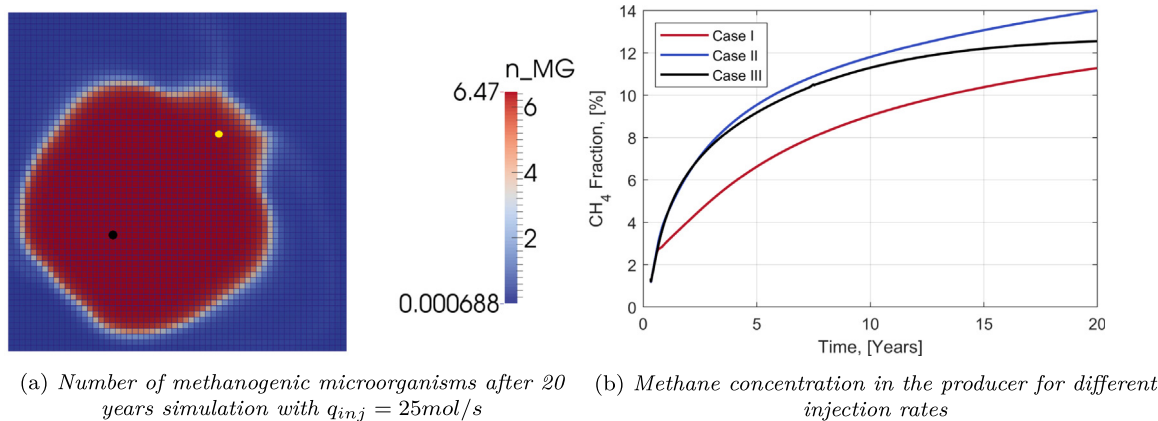 n_MG
6.47
6
4
2
0.000688
CH4 Fraction, [%]
14
12
10
8
6
4
2
0
Case I
Case II
Case III
0 5 10 15 20
Time, [Years]
(a) Number of methanogenic microorganisms after 20
years simulation with qinj = 25mol/s
(b) Methane concentration in the producer for different
injection rates